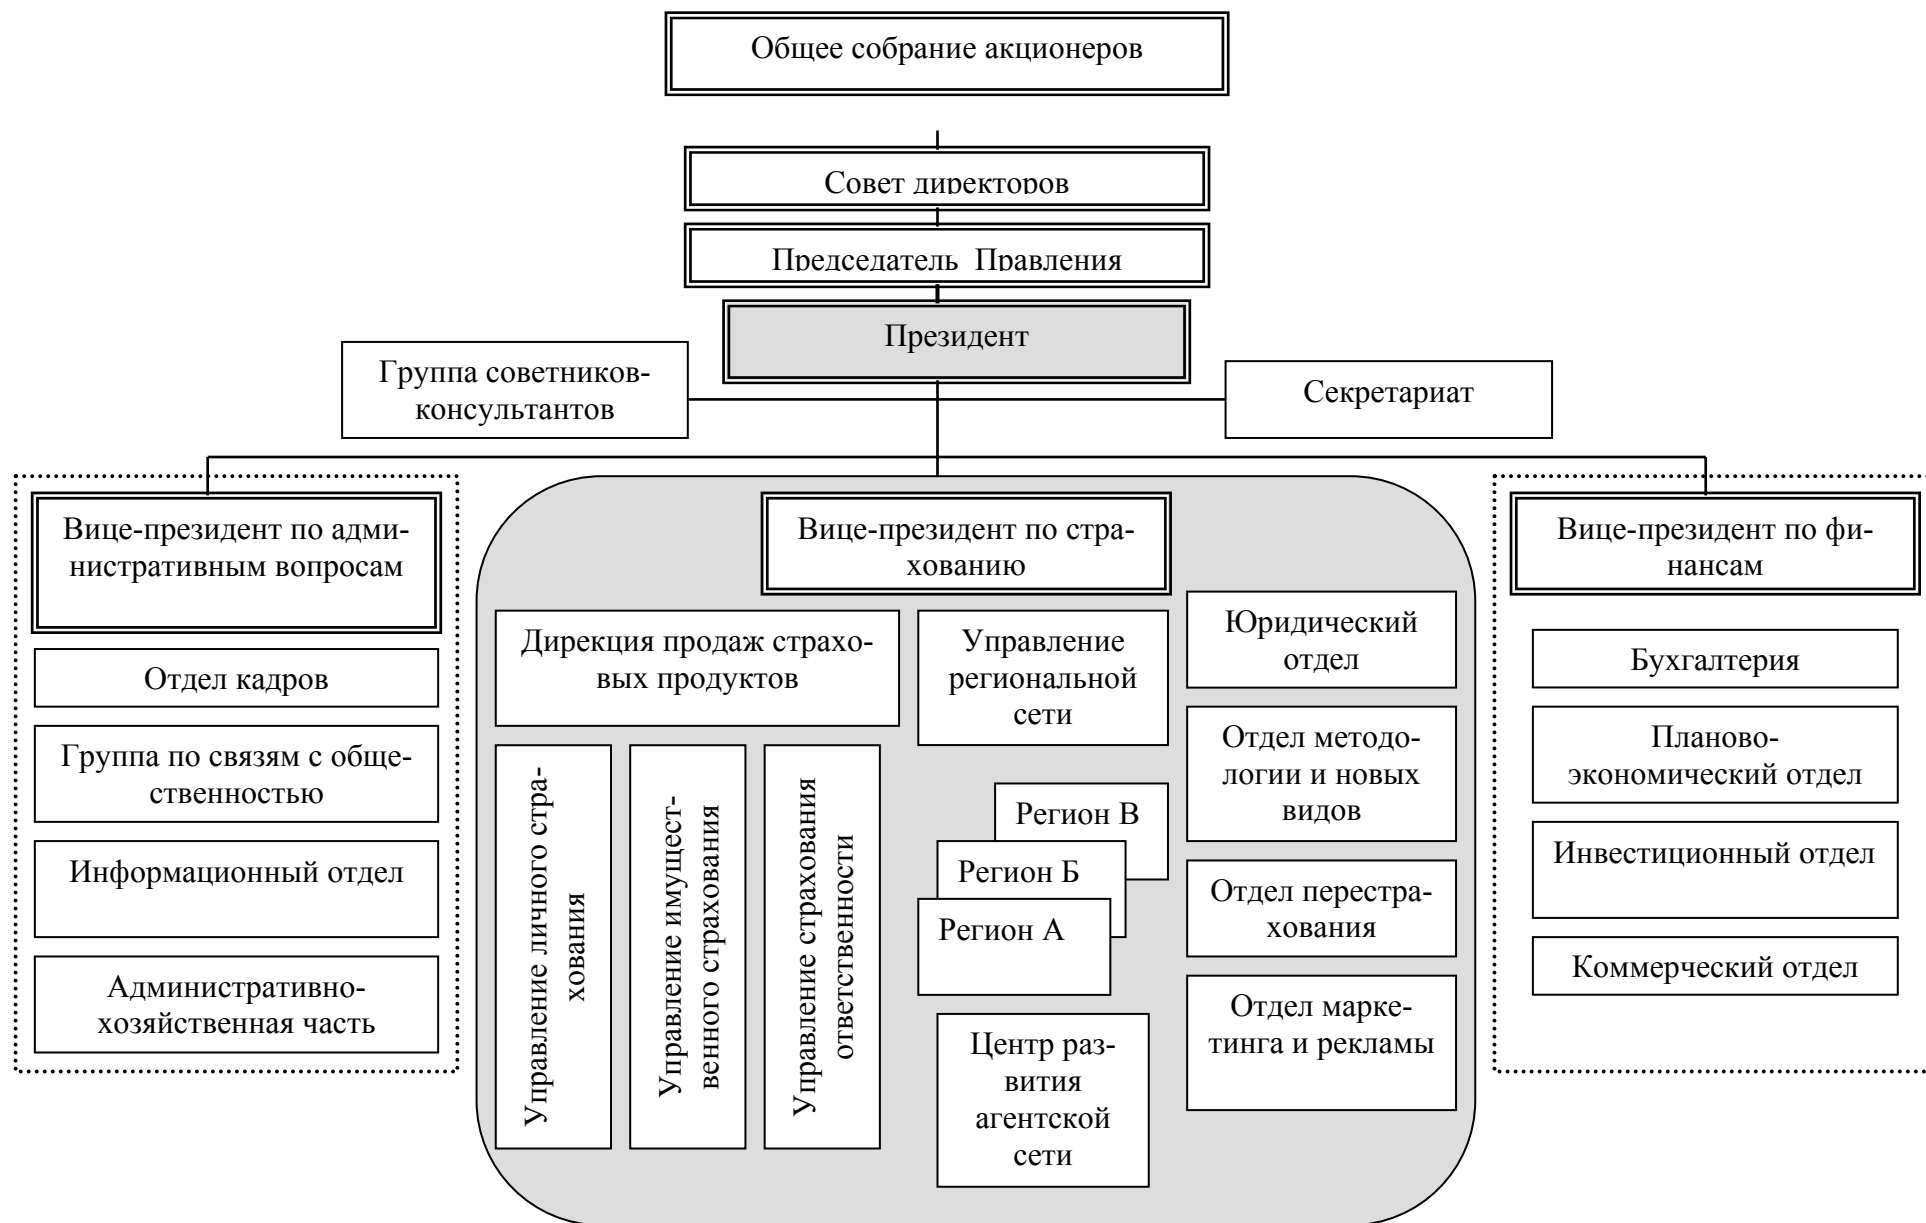 Общее собрание акционеров
Совет директоров
Председатель Правления
Президент
Группа советников-
консультантов
Секретариат
Вице-президент по адми-
нистративным вопросам
Отдел кадров
Группа по связям с обще-
ственностью
Информационный отдел
Административно-
хозяйственная часть
Вице-президент по стра-
хованию
Дирекция продаж страхо-
вых продуктов
Управление личного стра-
хования
Управление имущест-
венного страхования
Управление страхования
ответственности
Управление
региональной
сети
Регион В
Регион Б
Регион А
Центр раз-
вития
агентской
сети
Юридический
отдел
Отдел методо-
логии и новых
видов
Отдел перестра-
хования
Отдел марке-
тинга и рекламы
Вице-президент по фи-
нансам
Бухгалтерия
Планово-
экономический отдел
Инвестиционный отдел
Коммерческий отдел